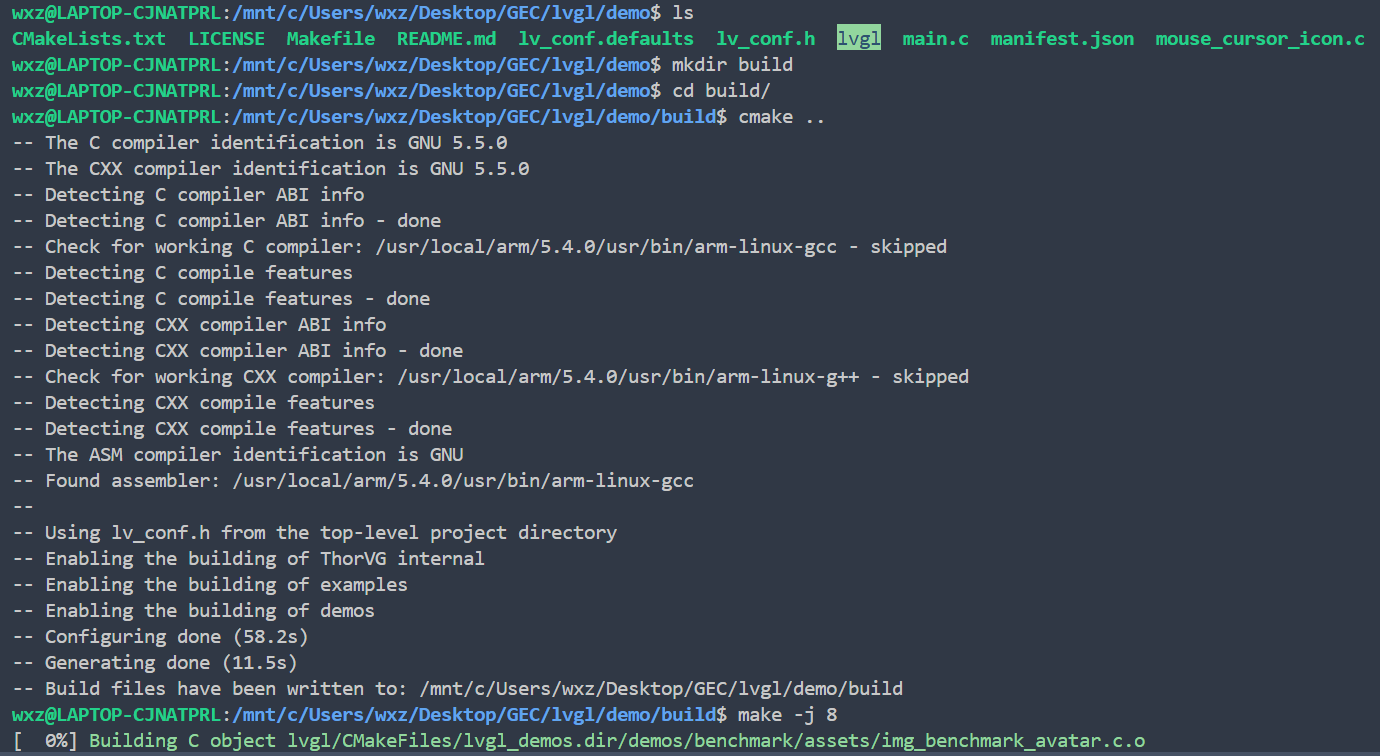 wxz@LAPTOP-CJNATPRL:/mnt/c/Users/wxz/Desktop/GEC/lvgl/demo$ ls
CMakeLists.txt LICENSE Makefile README.md lv_conf.defaults lv_conf.h lvgl main.c manifest.json mouse_cursor_icon.c
wxz@LAPTOP-CJNATPRL:/mnt/c/Users/wxz/Desktop/GEC/lvgl/demo$ mkdir build
wxz@LAPTOP-CJNATPRL:/mnt/c/Users/wxz/Desktop/GEC/lvgl/demo$ cd build/
wxz@LAPTOP-CJNATPRL:/mnt/c/Users/wxz/Desktop/GEC/lvgl/demo/build$ cmake ..
-- The C compiler identification is GNU 5.5.0
-- The CXX compiler identification is GNU 5.5.0
-- Detecting C compiler ABI info
-- Detecting C compiler ABI info - done
-- Check for working C compiler: /usr/local/arm/5.4.0/usr/bin/arm-linux-gcc - skipped
-- Detecting C compile features
-- Detecting C compile features - done
-- Detecting CXX compiler ABI info
-- Detecting CXX compiler ABI info - done
-- Check for working CXX compiler: /usr/local/arm/5.4.0/usr/bin/arm-linux-g++ - skipped
-- Detecting CXX compile features
-- Detecting CXX compile features - done
-- The ASM compiler identification is GNU
-- Found assembler: /usr/local/arm/5.4.0/usr/bin/arm-linux-gcc
--
-- Using lv_conf.h from the top-level project directory
-- Enabling the building of ThorVG internal
-- Enabling the building of examples
-- Enabling the building of demos
-- Configuring done (58.2s)
-- Generating done (11.5s)
-- Build files have been written to: /mnt/c/Users/wxz/Desktop/GEC/lvgl/demo/build
wxz@LAPTOP-CJNATPRL:/mnt/c/Users/wxz/Desktop/GEC/lvgl/demo/build$ make -j 8
[  0%] Building C object lvgl/CMakeFiles/lvgl_demos.dir/demos/benchmark/assets/img_benchmark_avatar.c.o